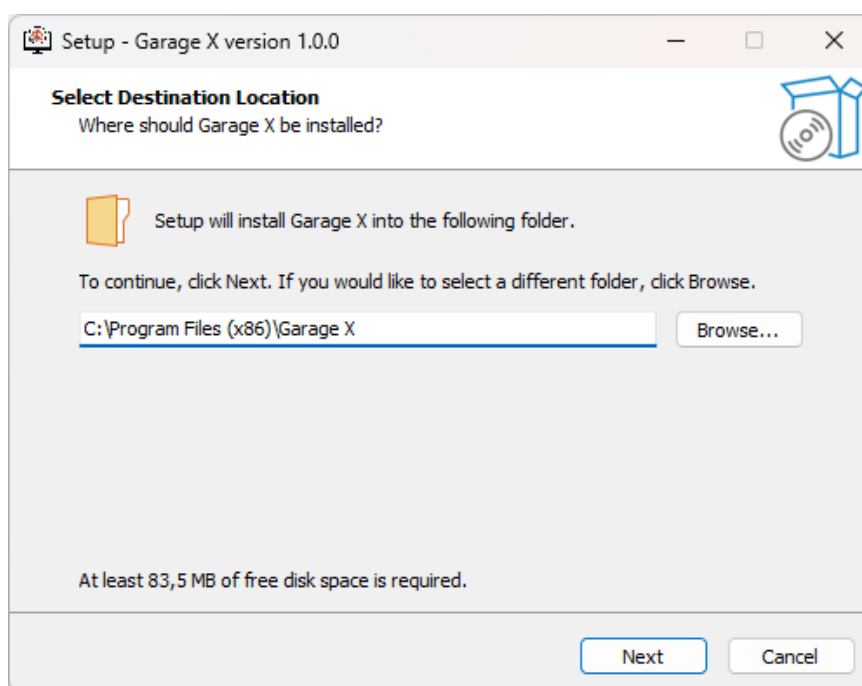 Setup - Garage X version 1.0.0
Select Destination Location
Where should Garage X be installed?
Setup will install Garage X into the following folder.
To continue, click Next. If you would like to select a different folder, click Browse.
C:\Program Files (x86)\Garage X
Browse...
At least 83,5 MB of free disk space is required.
Next
Cancel